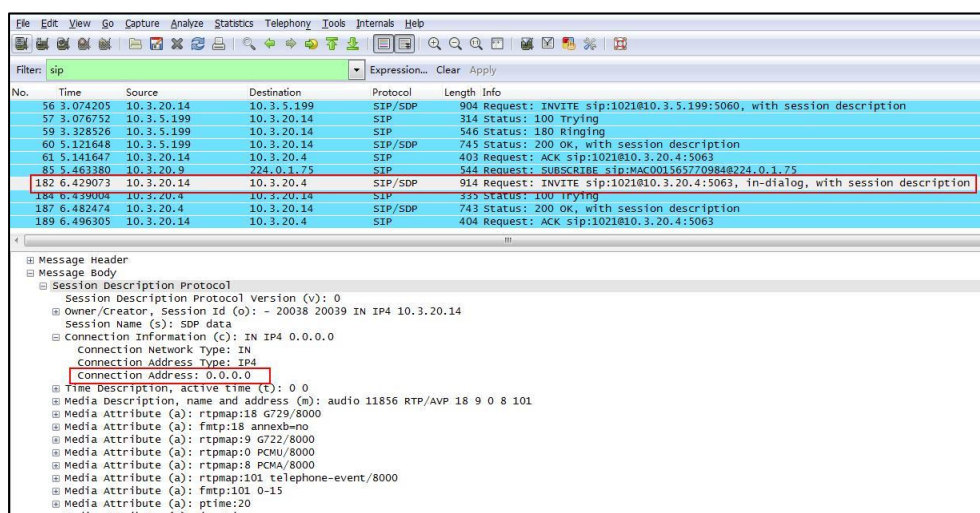 File Edit View Go Capture Analyze Statistics Telephony Tools Internals Help
Filter: sip Expression... Clear Apply
No. Time Source Destination Protocol Length Info
56 3.074205 10.3.20.14 10.3.5.199 SIP/SDP 904 Request: INVITE sip:1021@10.3.5.199:5060, with session description
57 3.076752 10.3.5.199 10.3.20.14 SIP 314 Status: 100 Trying
59 3.328526 10.3.5.199 10.3.20.14 SIP 546 Status: 180 Ringing
60 5.121648 10.3.5.199 10.3.20.14 SIP/SDP 745 Status: 200 OK, with session description
61 5.141647 10.3.20.14 10.3.20.4 SIP 403 Request: ACK sip:1021@10.3.20.4:5063
85 5.463380 10.3.20.9 224.0.1.75 SIP 544 Request: SUBSCRIBE sip:MAC001565770984@224.0.1.75
182 6.429073 10.3.20.14 10.3.20.4 SIP/SDP 914 Request: INVITE sip:1021@10.3.20.4:5063, in-dialog, with session description
184 6.439004 10.3.20.4 10.3.20.14 SIP 335 Status: 100 Trying
187 6.482474 10.3.20.4 10.3.20.14 SIP/SDP 743 Status: 200 OK, with session description
189 6.496305 10.3.20.14 10.3.20.4 SIP 404 Request: ACK sip:1021@10.3.20.4:5063
Message Header
Message Body
Session Description Protocol
Session Description Protocol Version (v): 0
Owner/Creator, Session Id (o): - 20038 20039 IN IP4 10.3.20.14
Session Name (s): SDP data
Connection Information (c): IN IP4 0.0.0.0
Connection Network Type: IN
Connection Address Type: IP4
Connection Address: 0.0.0.0
Time Description, active time (t): 0 0
Media Description, name and address (m): audio 11856 RTP/AVP 18 9 0 8 101
Media Attribute (a): rtpmap:18 G729/8000
Media Attribute (a): fmtp:18 annexb=no
Media Attribute (a): rtpmap:9 G722/8000
Media Attribute (a): rtpmap:0 PCMU/8000
Media Attribute (a): rtpmap:8 PCMA/8000
Media Attribute (a): rtpmap:101 telephone-event/8000
Media Attribute (a): fmtp:101 0-15
Media Attribute (a): ptime:20